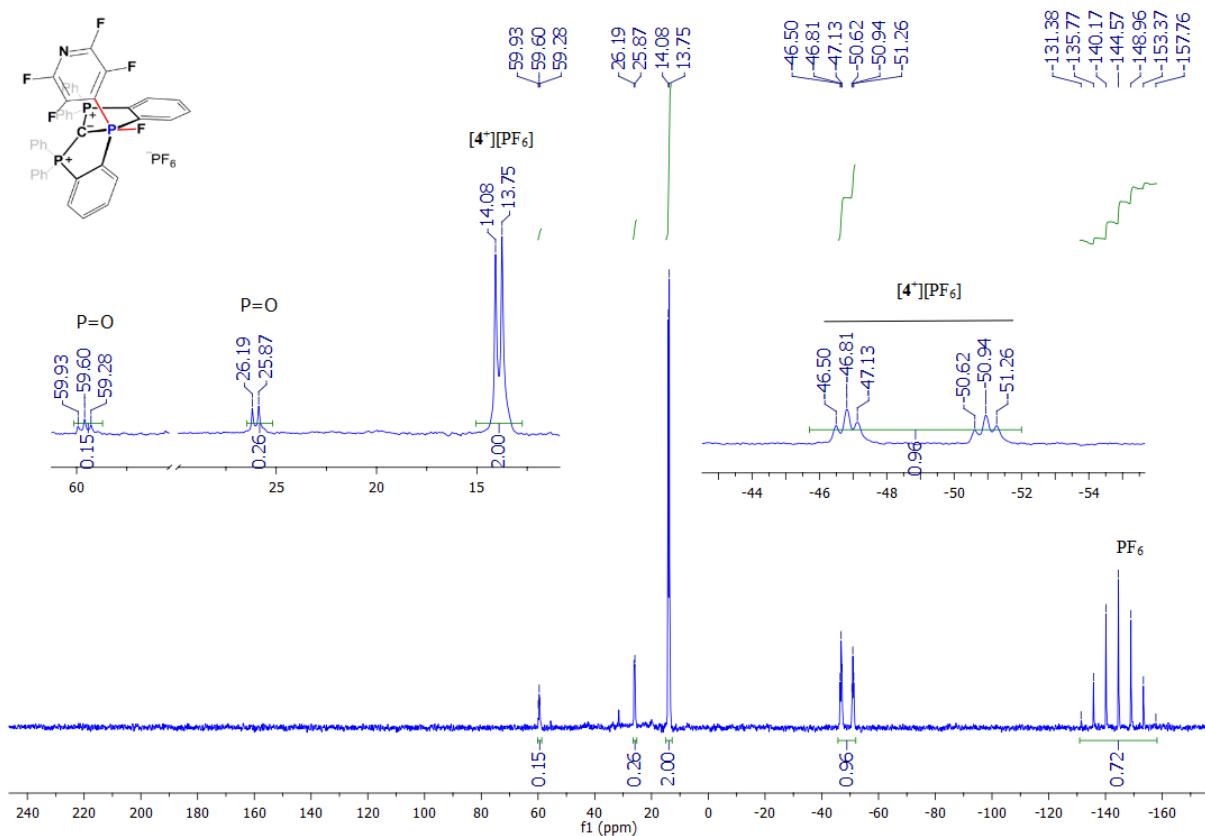 59.93
59.60
59.28
26.19
25.87
14.08
13.75
-46.50
-46.81
-47.13
-50.62
-50.94
-51.26
-131.38
-135.77
-140.17
-144.57
-148.96
-153.37
-157.76
N F
F F
F
Ph Ph P +
C − P F
Ph Ph P +
−PF6
[4+][PF6]
14.08
13.75
P=O
59.93
59.60
59.28
0.15
P=O
26.19
25.87
0.26
2.00
60 25 20 15
[4+][PF6]
-46.50
-46.81
-47.13
-50.62
-50.94
-51.26
0.96
-44 -46 -48 -50 -52 -54
PF6
0.15
0.26
2.00
0.96
0.72
240 220 200 180 160 140 120 100 80 60 40 20 0 -20 -40 -60 -80 -100 -120 -140 -160
f1 (ppm)